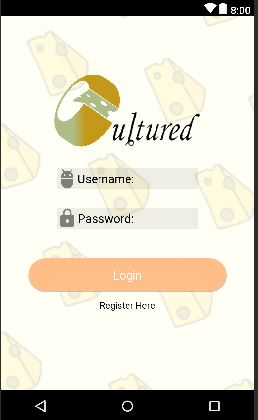 8:00
Cultured
Username:
Password:
Login
Register Here